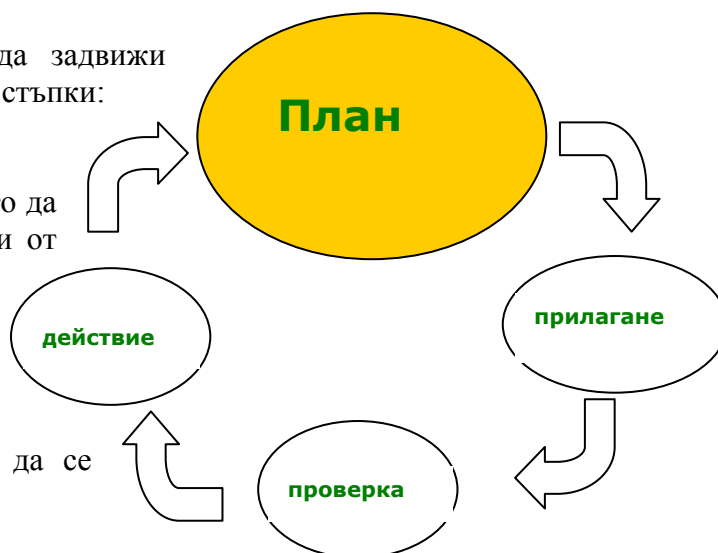 да задвижи
стъпки:
План
да
и от
прилагане
действие
да се
проверка